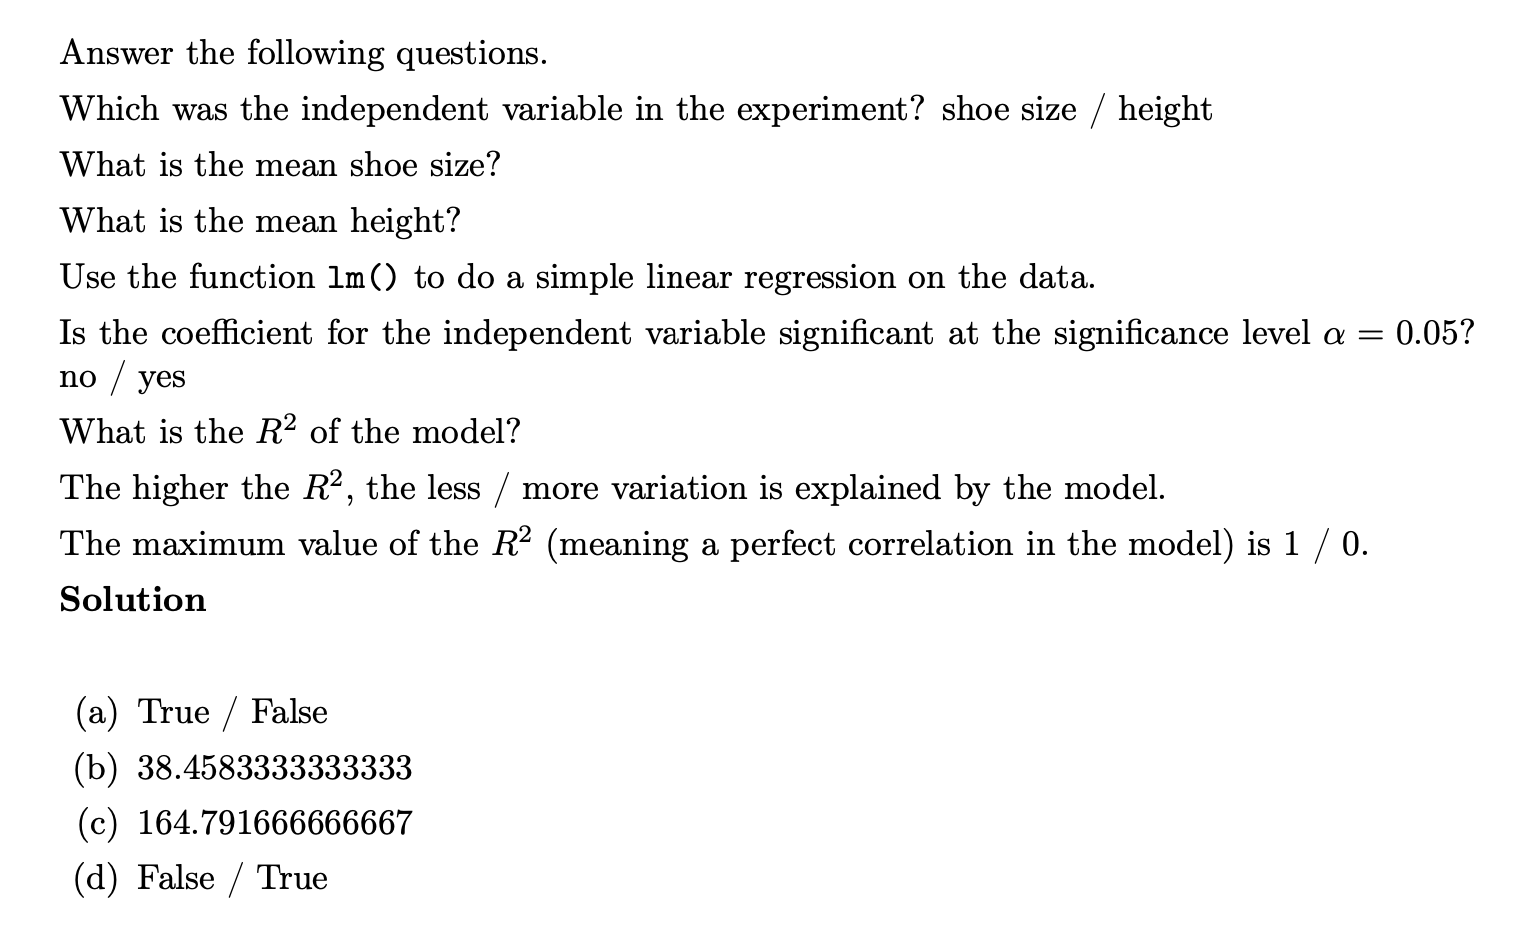 Answer the following questions.
Which was the independent variable in the experiment? shoe size / height
What is the mean shoe size?
What is the mean height?
Use the function lm() to do a simple linear regression on the data.
Is the coefficient for the independent variable significant at the significance level α = 0.05?
no / yes
What is the R² of the model?
The higher the R², the less / more variation is explained by the model.
The maximum value of the R² (meaning a perfect correlation in the model) is 1 / 0.
Solution
(a) True / False
(b) 38.4583333333333
(c) 164.791666666667
(d) False / True